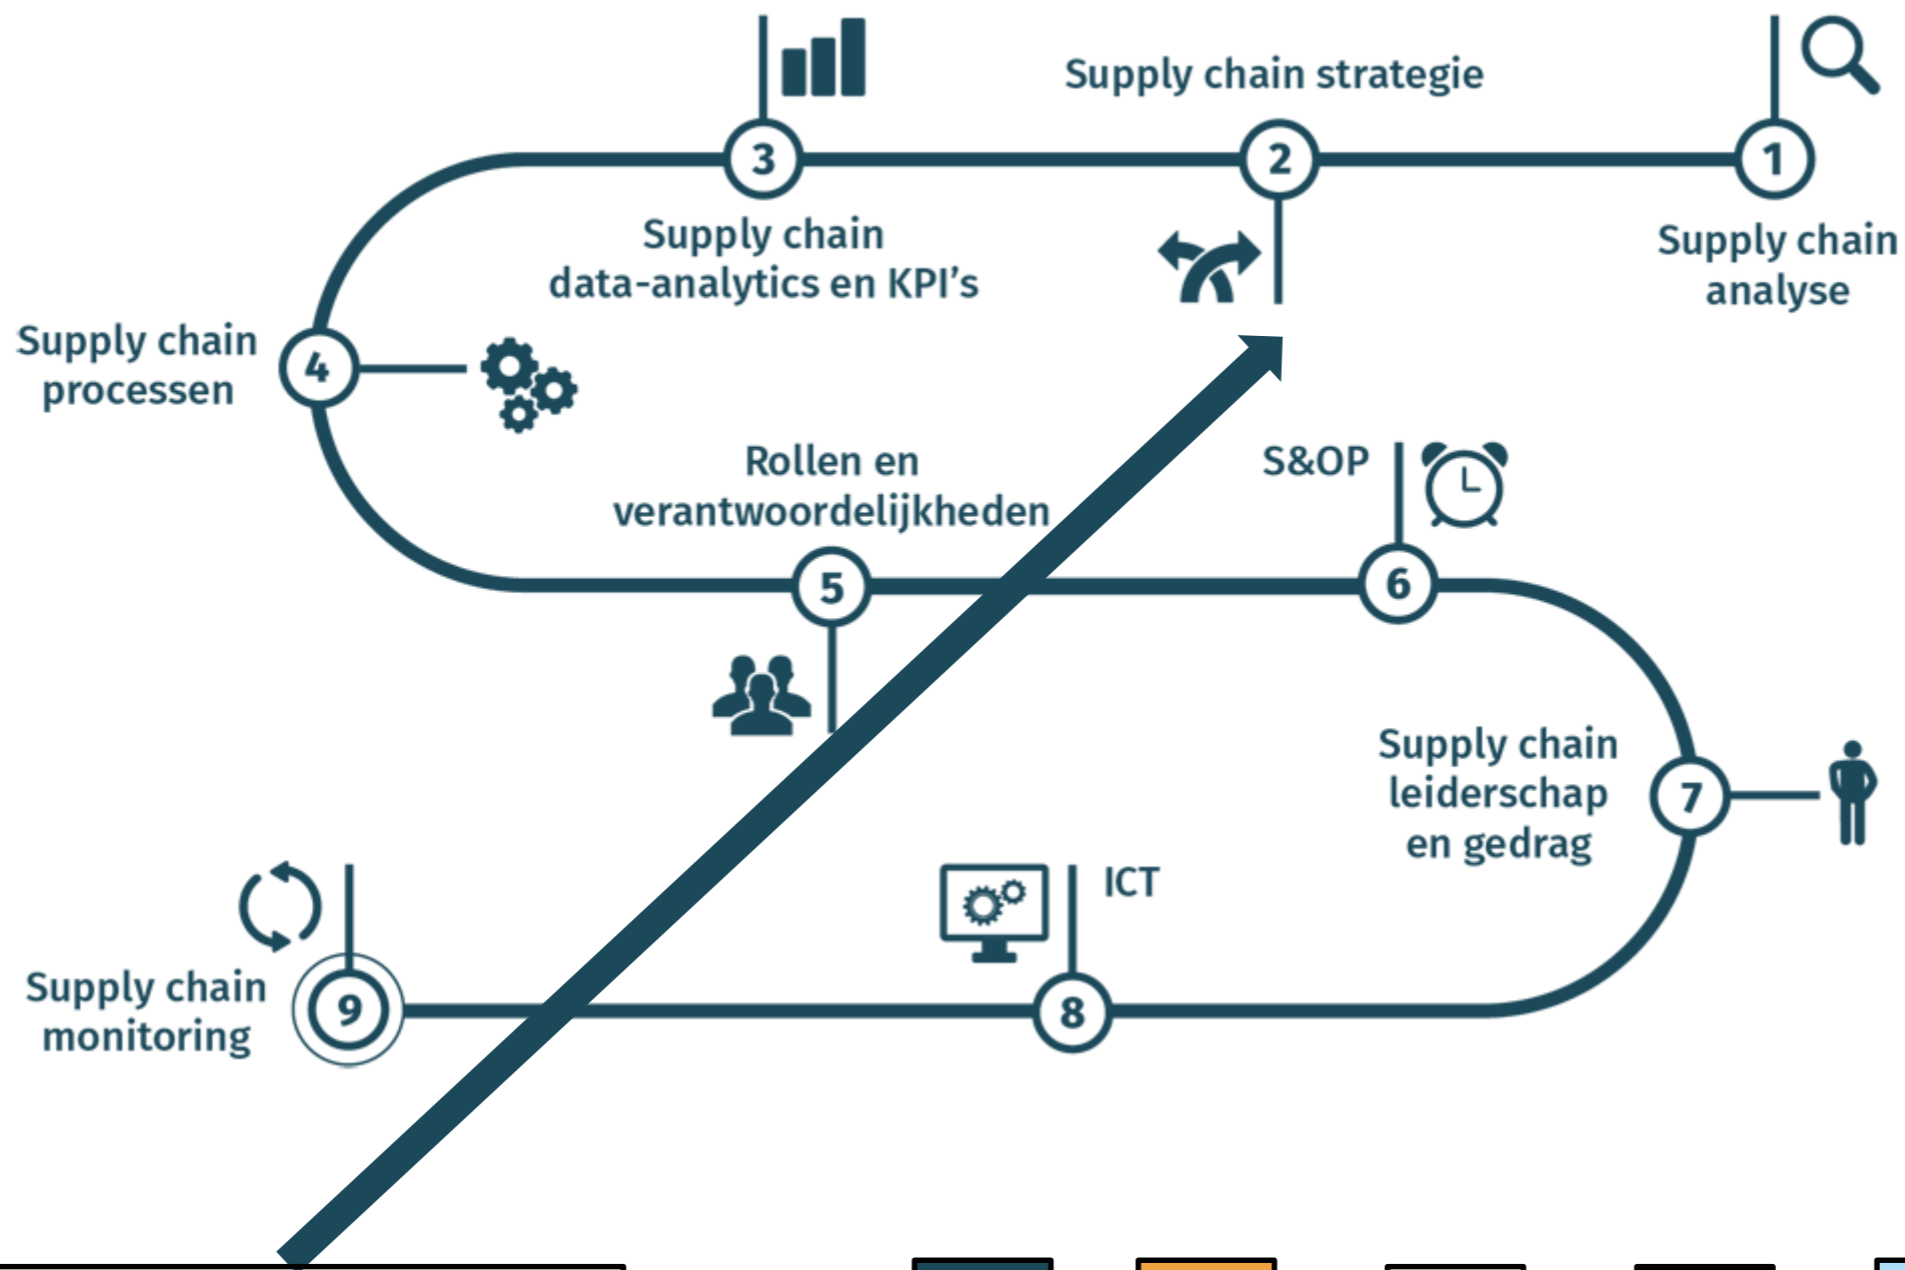 Supply chain strategie
3
2
1
Supply chain
data-analytics en KPI’s
Supply chain
analyse
Supply chain
processen
4
Rollen en
verantwoordelijkheden
S&OP
5
6
Supply chain
leiderschap
en gedrag
7
ICT
Supply chain
monitoring
9
8